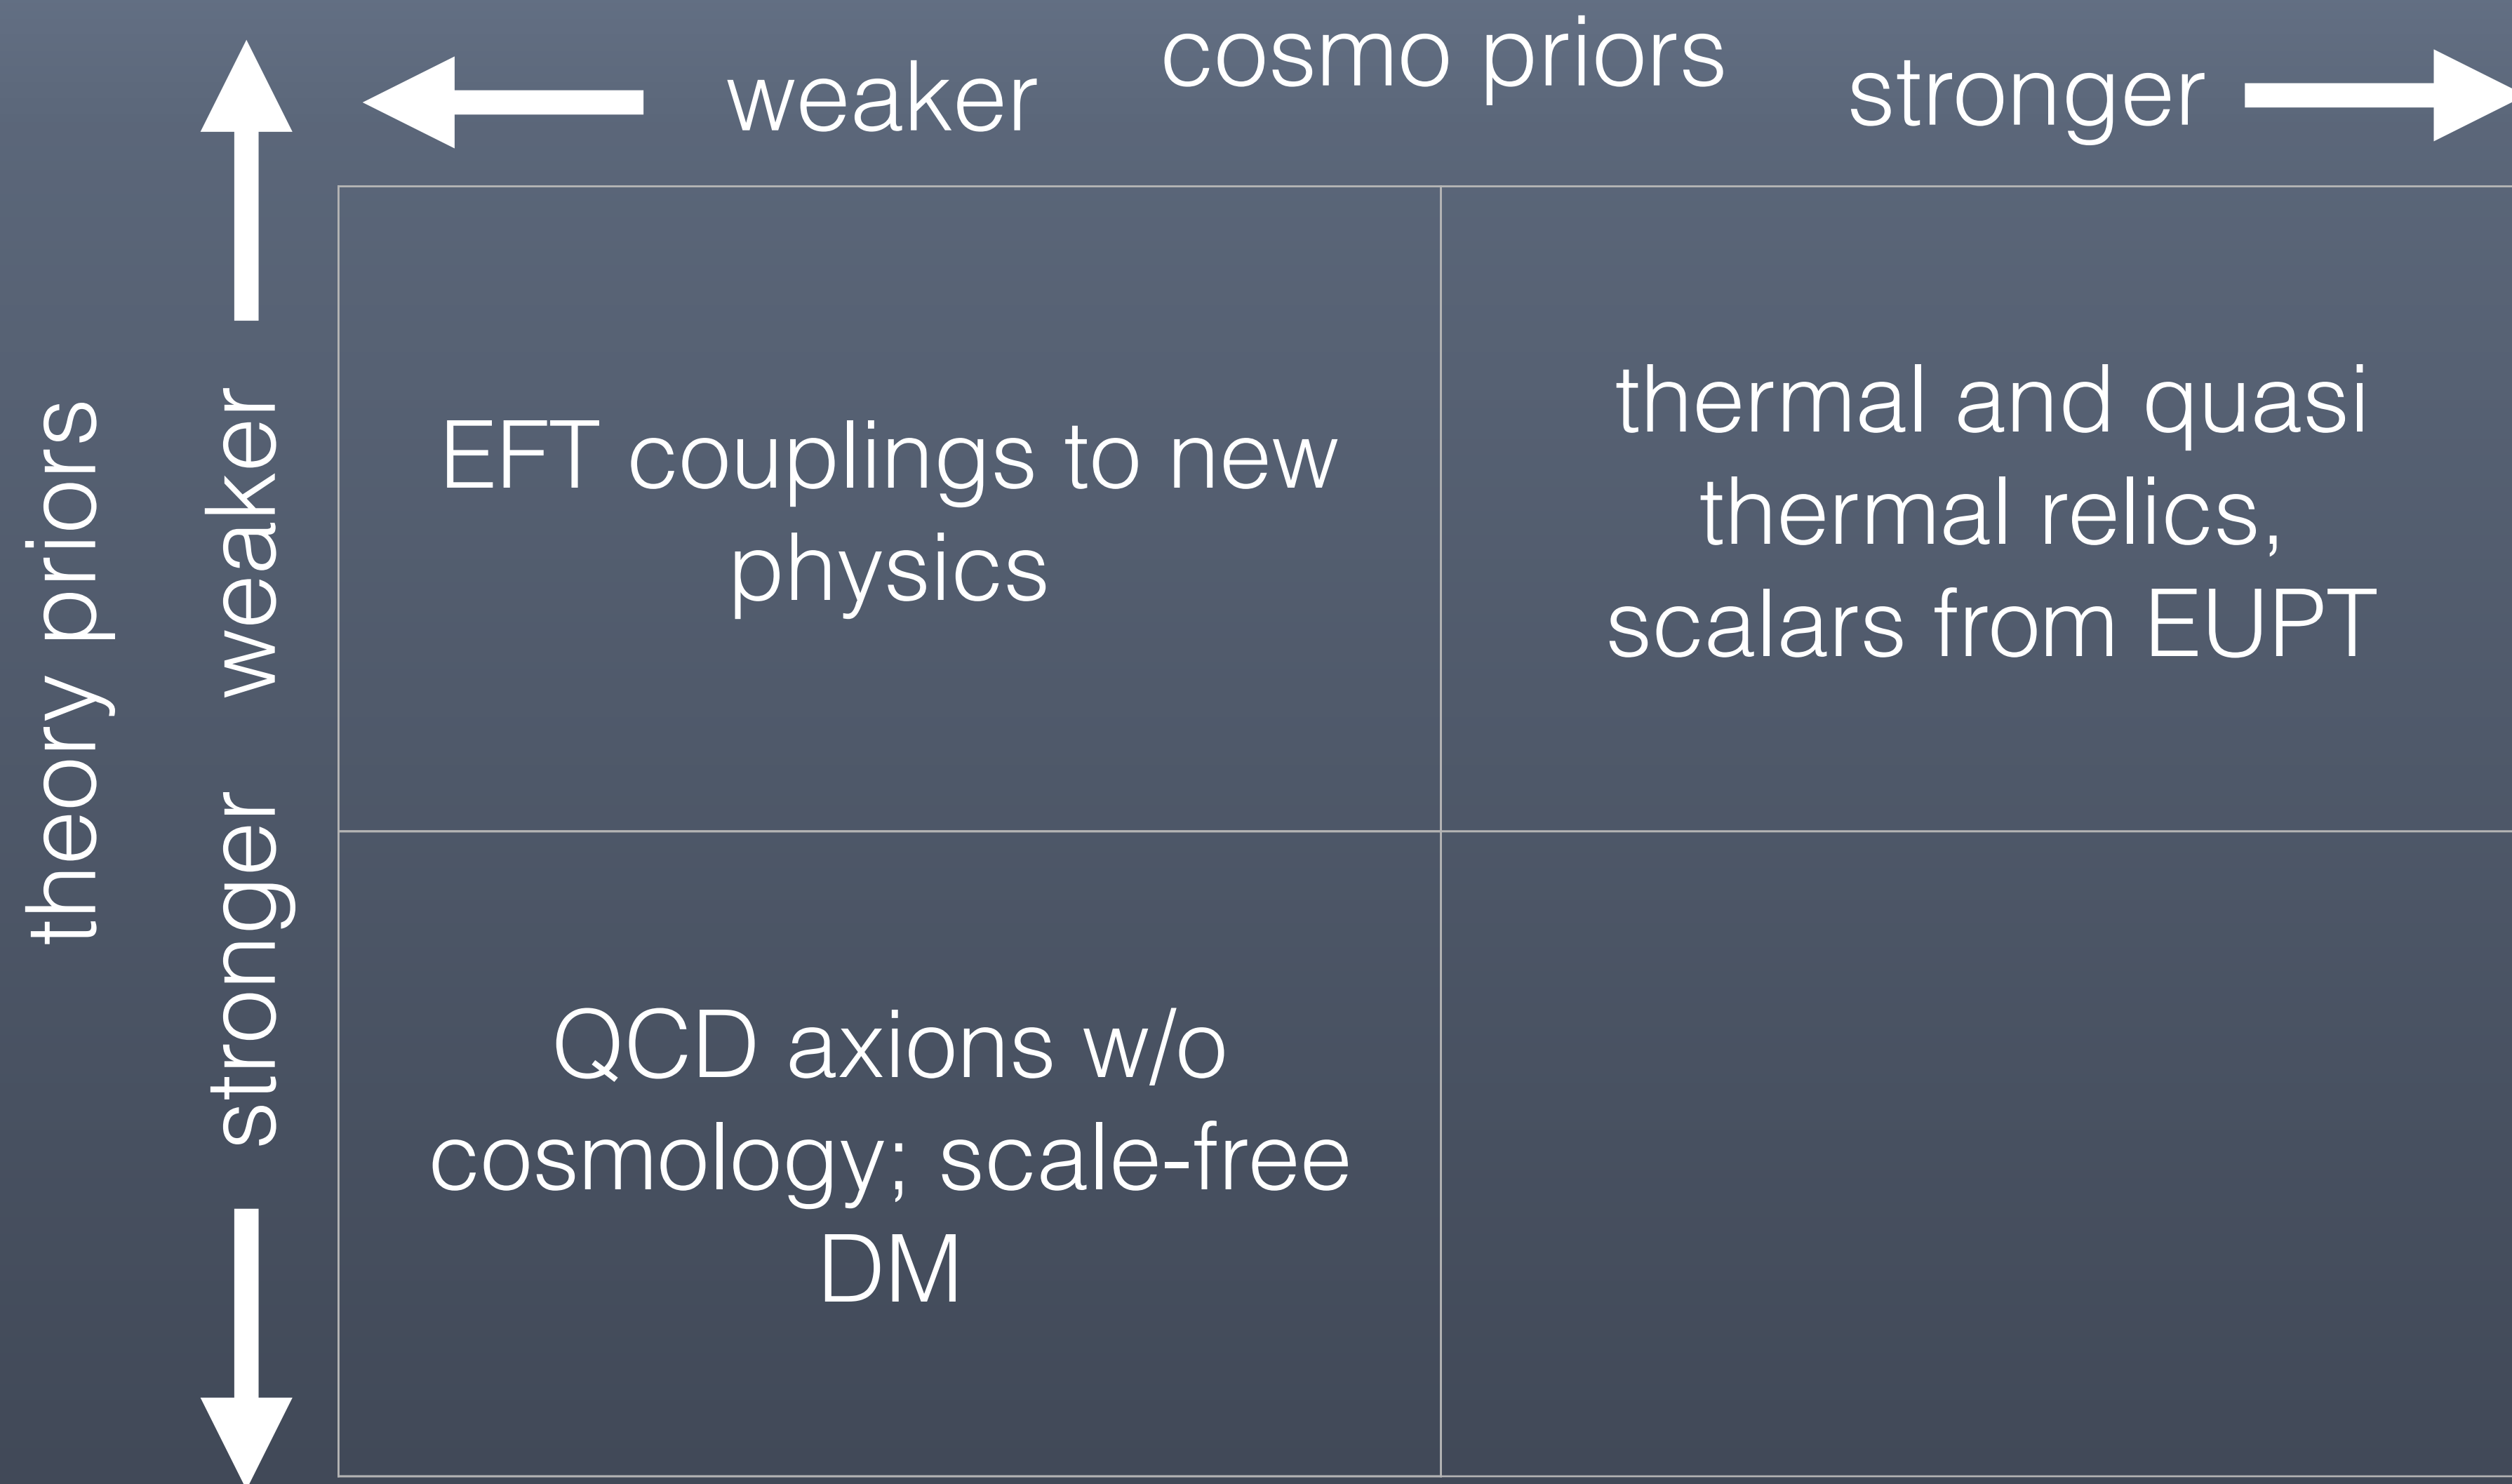 cosmo priors
weaker
stronger
theory priors
weaker
stronger
EFT couplings to new
physics
thermal and quasi
thermal relics,
scalars from EUPT
QCD axions w/o
cosmology; scale-free
DM